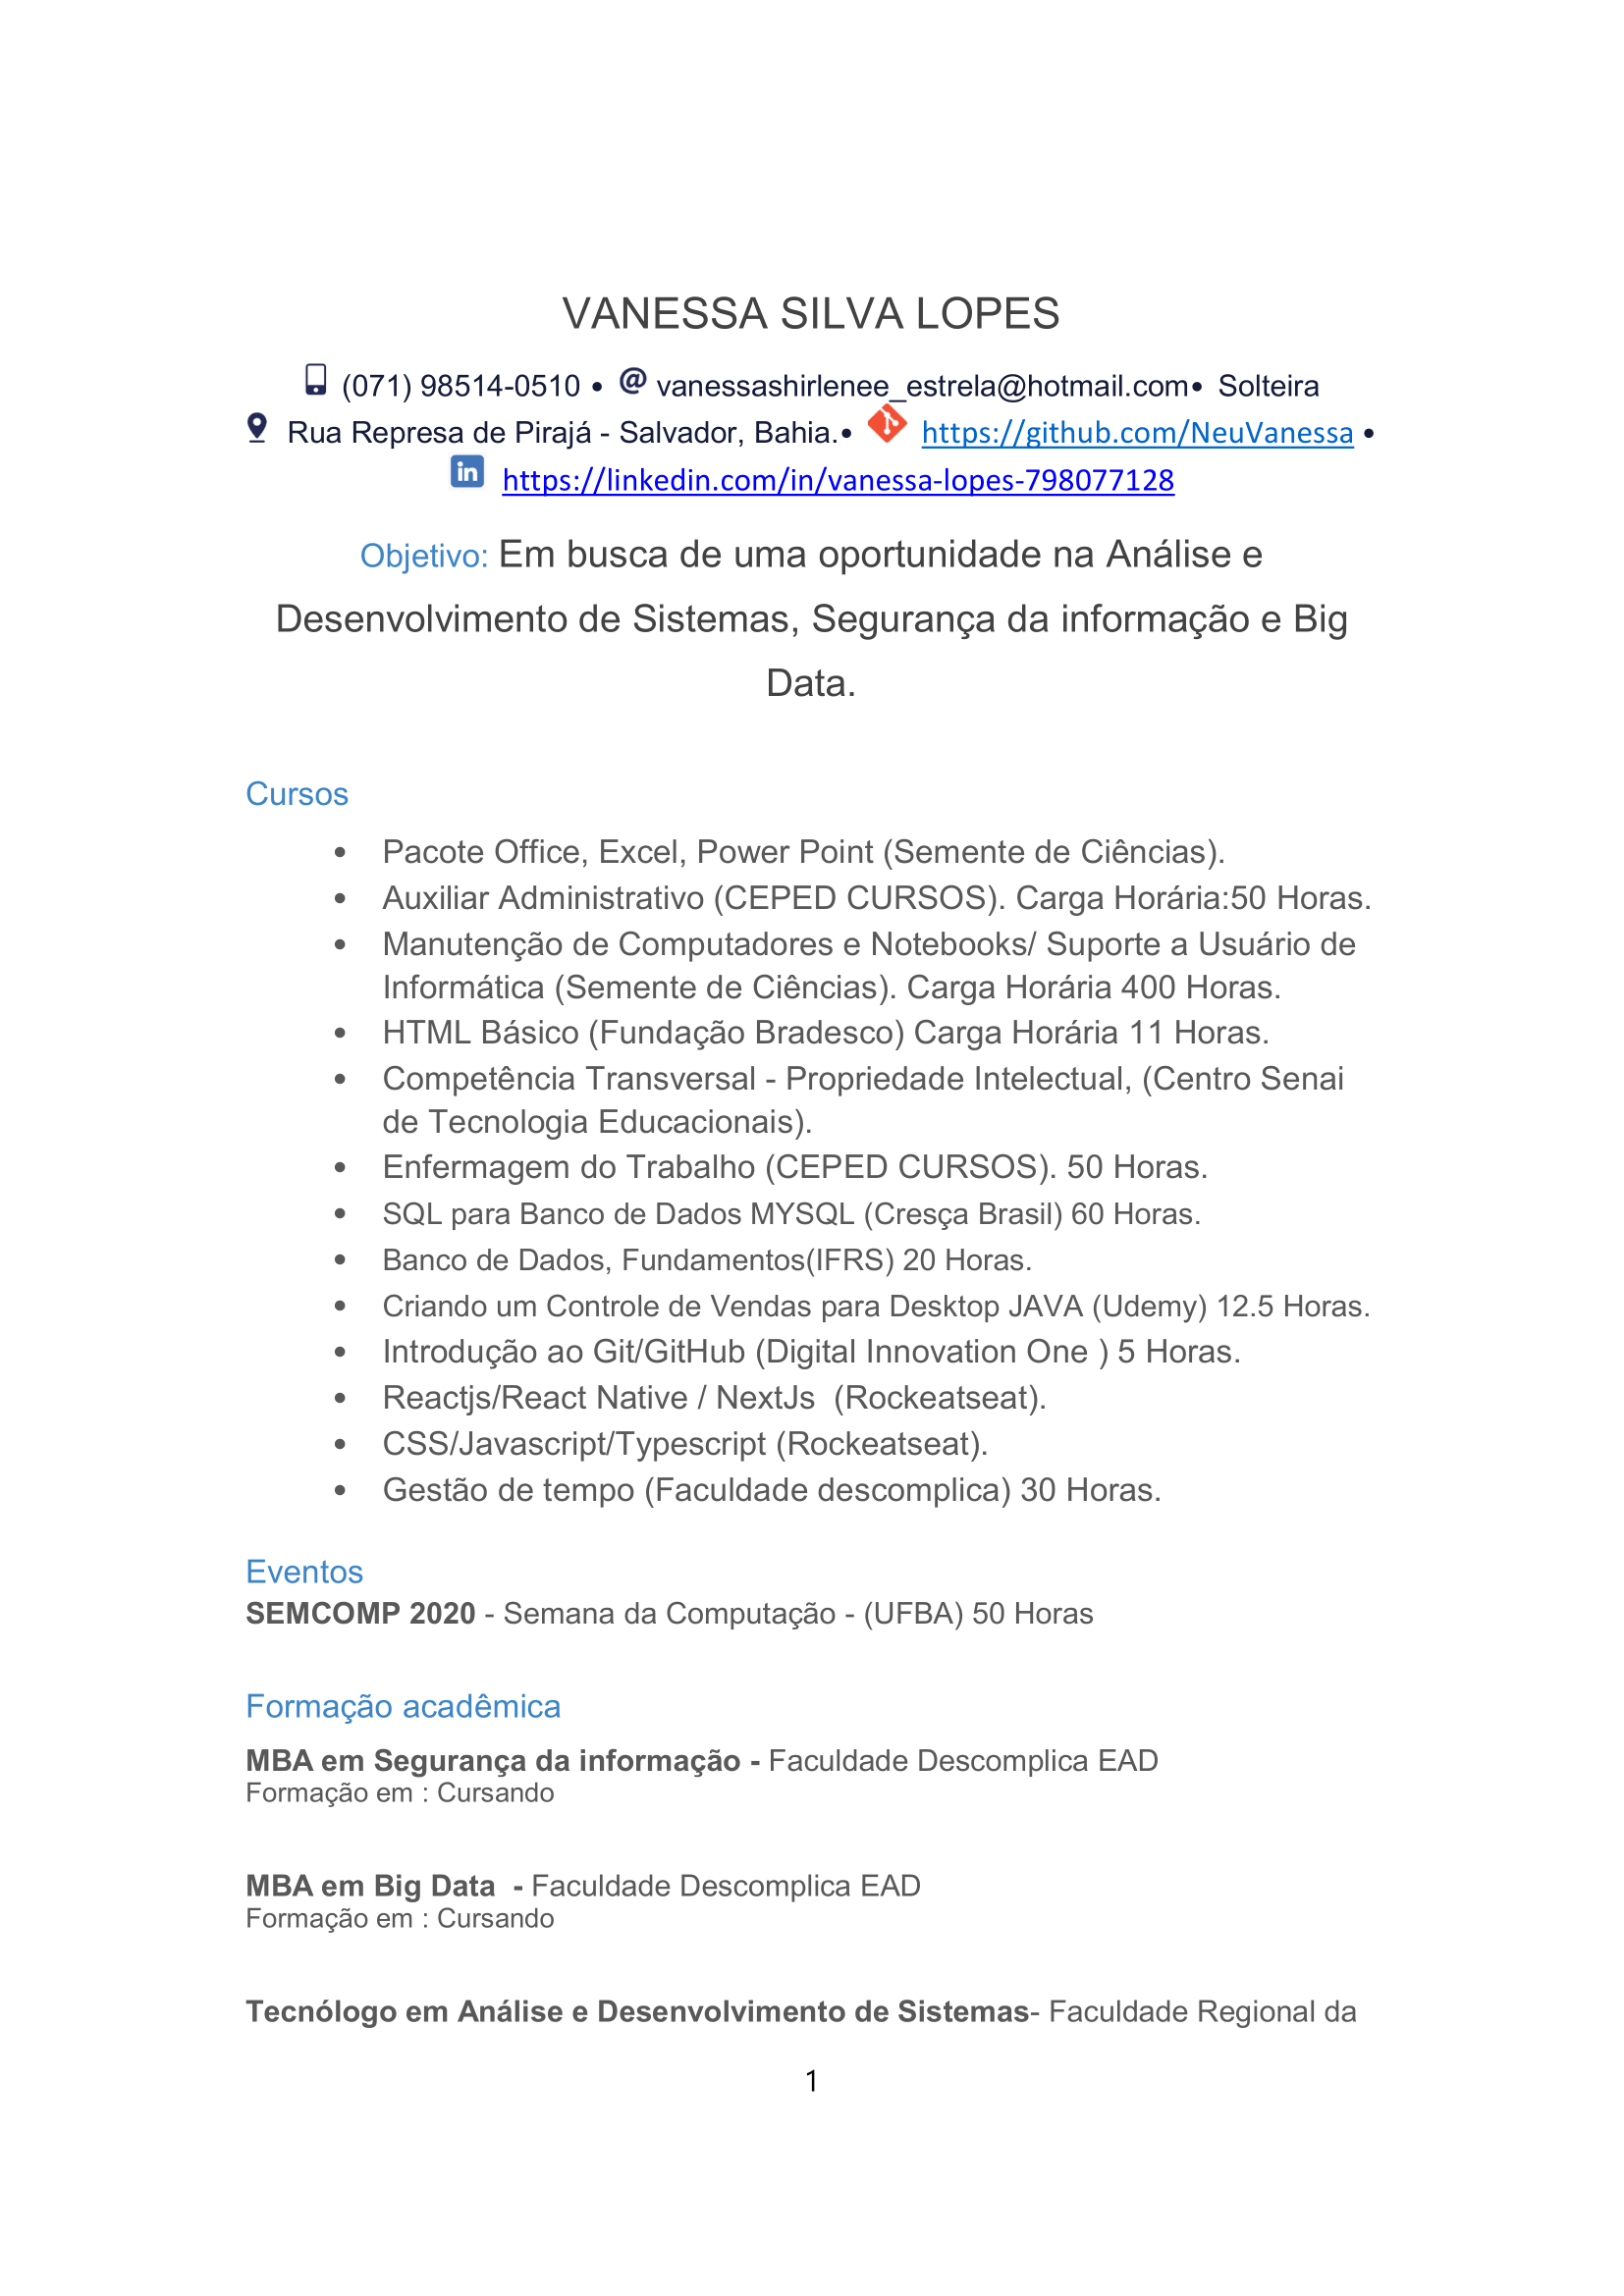 VANESSA SILVA LOPES
(071) 98514-0510 • @ vanessashirlenee_estrela@hotmail.com• Solteira
Rua Represa de Pirajá - Salvador, Bahia.• https://github.com/NeuVanessa •
in https://linkedin.com/in/vanessa-lopes-798077128
Objetivo: Em busca de uma oportunidade na Análise e
Desenvolvimento de Sistemas, Segurança da informação e Big
Data.
Cursos
• Pacote Office, Excel, Power Point (Semente de Ciências).
• Auxiliar Administrativo (CEPED CURSOS). Carga Horária:50 Horas.
• Manutenção de Computadores e Notebooks/ Suporte a Usuário de
Informática (Semente de Ciências). Carga Horária 400 Horas.
• HTML Básico (Fundação Bradesco) Carga Horária 11 Horas.
• Competência Transversal - Propriedade Intelectual, (Centro Senai
de Tecnologia Educacionais).
• Enfermagem do Trabalho (CEPED CURSOS). 50 Horas.
• SQL para Banco de Dados MYSQL (Cresça Brasil) 60 Horas.
• Banco de Dados, Fundamentos(IFRS) 20 Horas.
• Criando um Controle de Vendas para Desktop JAVA (Udemy) 12.5 Horas.
• Introdução ao Git/GitHub (Digital Innovation One ) 5 Horas.
• Reactjs/React Native / NextJs  (Rockeatseat).
• CSS/Javascript/Typescript (Rockeatseat).
• Gestão de tempo (Faculdade descomplica) 30 Horas.
Eventos
SEMCOMP 2020 - Semana da Computação - (UFBA) 50 Horas
Formação acadêmica
MBA em Segurança da informação - Faculdade Descomplica EAD
Formação em : Cursando
MBA em Big Data  - Faculdade Descomplica EAD
Formação em : Cursando
Tecnólogo em Análise e Desenvolvimento de Sistemas- Faculdade Regional da
1